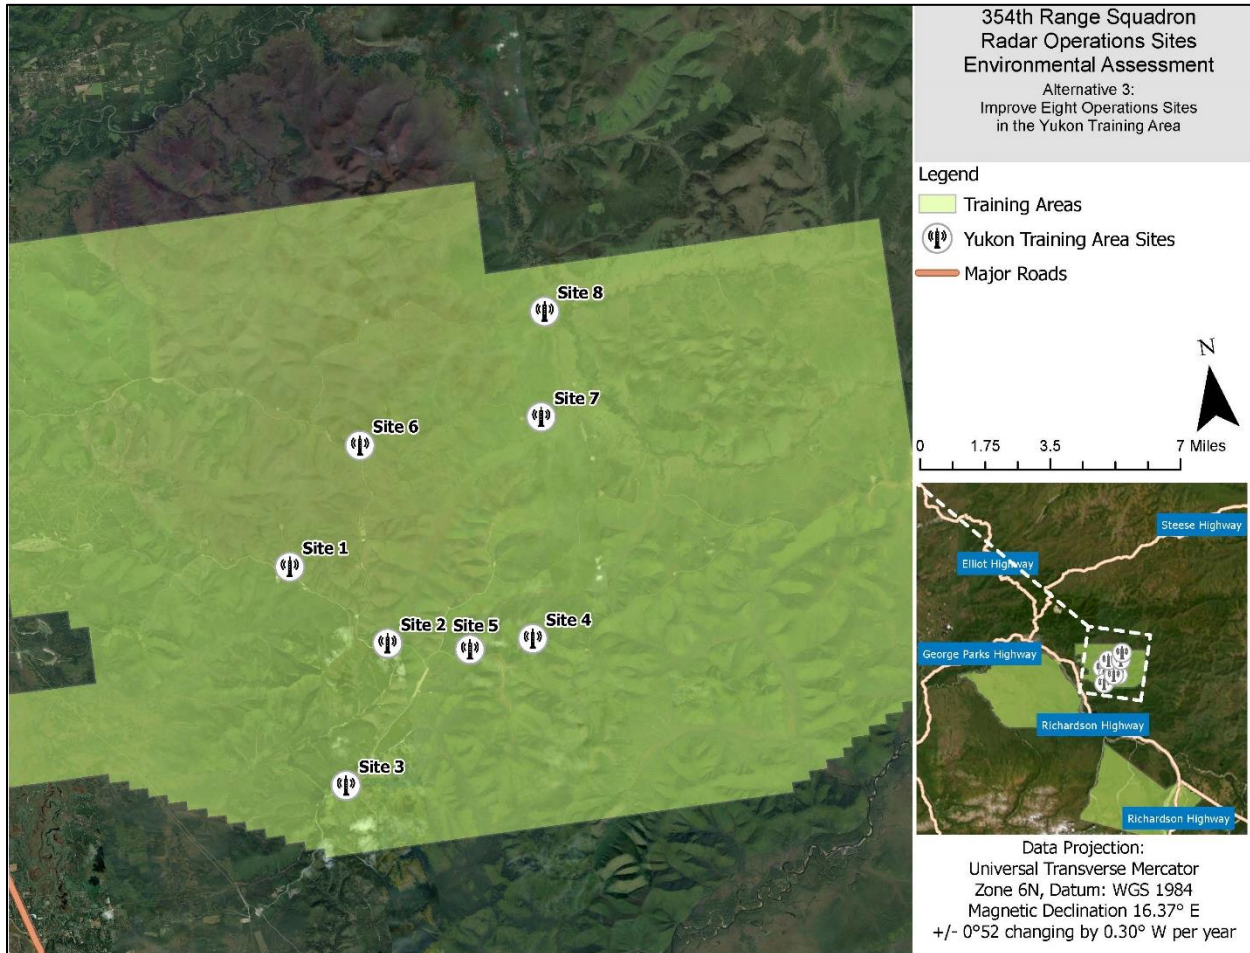 354th Range Squadron
Radar Operations Sites
Environmental Assessment
Alternative 3:
Improve Eight Operations Sites
in the Yukon Training Area
Legend
Training Areas
Yukon Training Area Sites
Major Roads
N
0 1.75 3.5 7 Miles
Site 8
Site 7
Site 6
Site 1
Site 2
Site 5
Site 4
Site 3
Steese Highway
Elliot Highway
George Parks Highway
Richardson Highway
Richardson Highway
Data Projection:
Universal Transverse Mercator
Zone 6N, Datum: WGS 1984
Magnetic Declination 16.37° E
+/- 0°52 changing by 0.30° W per year